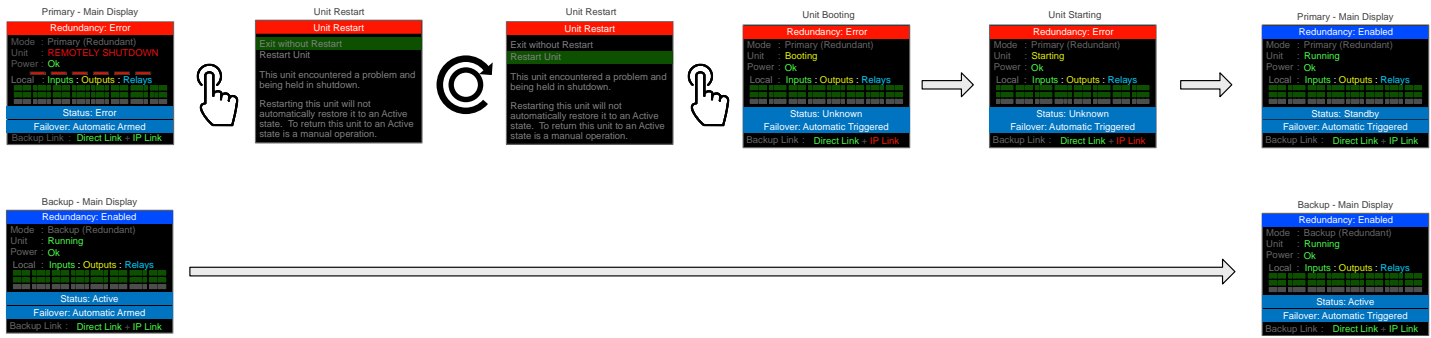 Primary - Main Display
Redundancy: Error
Mode : Primary (Redundant)
Unit : REMOTELY SHUTDOWN
Power : Ok
Local : Inputs : Outputs : Relays
Status: Error
Failover: Automatic Armed
Backup Link : Direct Link + IP Link
Unit Restart
Unit Restart
Exit without Restart
Restart Unit
This unit encountered a problem and
being held in shutdown.
Restarting this unit will not
automatically restore it to an Active
state. To return this unit to an Active
state is a manual operation.
Unit Restart
Unit Restart
Exit without Restart
Restart Unit
This unit encountered a problem and
being held in shutdown.
Restarting this unit will not
automatically restore it to an Active
state. To return this unit to an Active
state is a manual operation.
Unit Booting
Redundancy: Error
Mode : Primary (Redundant)
Unit : Booting
Power : Ok
Local : Inputs : Outputs : Relays
Status: Unknown
Failover: Automatic Triggered
Backup Link : Direct Link + IP Link
Unit Starting
Redundancy: Error
Mode : Primary (Redundant)
Unit : Starting
Power : Ok
Local : Inputs : Outputs : Relays
Status: Unknown
Failover: Automatic Triggered
Backup Link : Direct Link + IP Link
Primary - Main Display
Redundancy: Enabled
Mode : Primary (Redundant)
Unit : Running
Power : Ok
Local : Inputs : Outputs : Relays
Status: Standby
Failover: Automatic Triggered
Backup Link : Direct Link + IP Link
Backup - Main Display
Redundancy: Enabled
Mode : Backup (Redundant)
Unit : Running
Power : Ok
Local : Inputs : Outputs : Relays
Status: Active
Failover: Automatic Armed
Backup Link : Direct Link + IP Link
Backup - Main Display
Redundancy: Enabled
Mode : Backup (Redundant)
Unit : Running
Power : Ok
Local : Inputs : Outputs : Relays
Status: Active
Failover: Automatic Triggered
Backup Link : Direct Link + IP Link